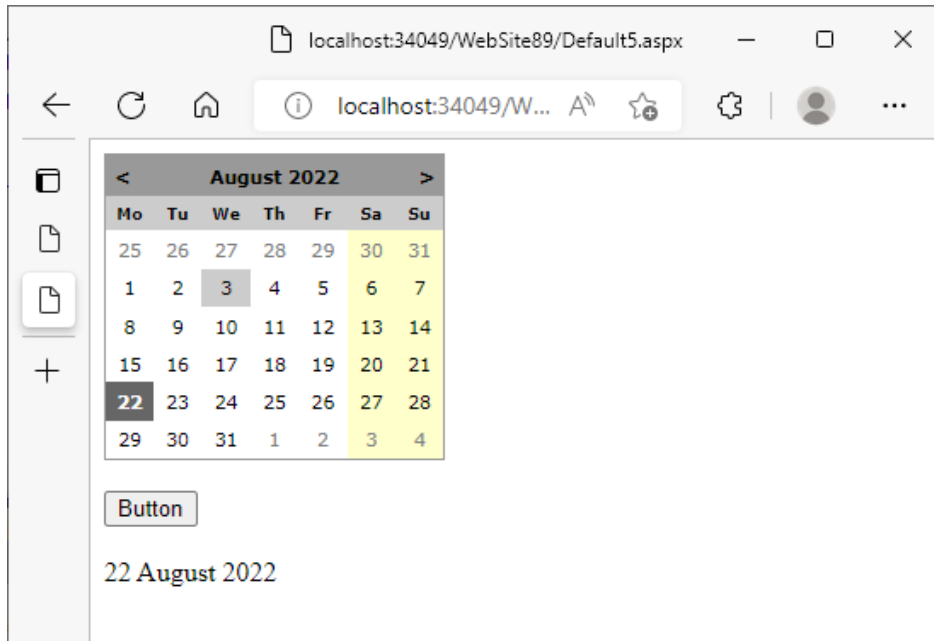 localhost:34049/WebSite89/Default5.aspx
localhost:34049/W...
< August 2022 >
Mo Tu We Th Fr Sa Su
25 26 27 28 29 30 31
1 2 3 4 5 6 7
8 9 10 11 12 13 14
15 16 17 18 19 20 21
22 23 24 25 26 27 28
29 30 31 1 2 3 4
Button
22 August 2022